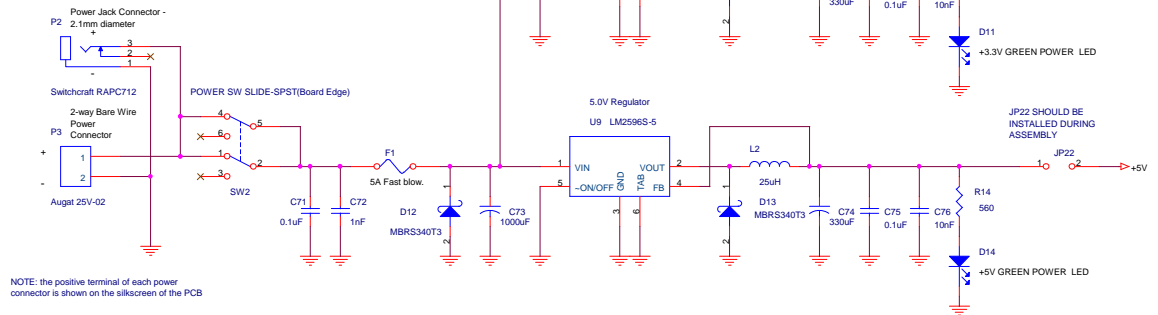 Power Jack Connector -
2.1mm diameter
P2
+
3
2
1
-
Switchcraft RAPC712
2-way Bare Wire
Power
Connector
P3
+
1
2
-
Augat 25V-02
NOTE: the positive terminal of each power
connector is shown on the silkscreen of the PCB
POWER SW SLIDE-SPST(Board Edge)
4
5
6
1
2
3
SW2
C71
0.1uF
C72
1nF
F1
5A Fast blow.
D12
MBRS340T3
1
2
C73
1000uF
5.0V Regulator
U9 LM2596S-5
1
VIN
VOUT
2
5
~ON/OFF
GND
TAB
FB
4
3
6
2
L2
25uH
D13
MBRS340T3
1
2
330uF
0.1uF
10nF
C74
330uF
C75
0.1uF
C76
10nF
D11
+3.3V GREEN POWER LED
R14
560
D14
+5V GREEN POWER LED
JP22 SHOULD BE
INSTALLED DURING
ASSEMBLY
1
JP22
2
+5V